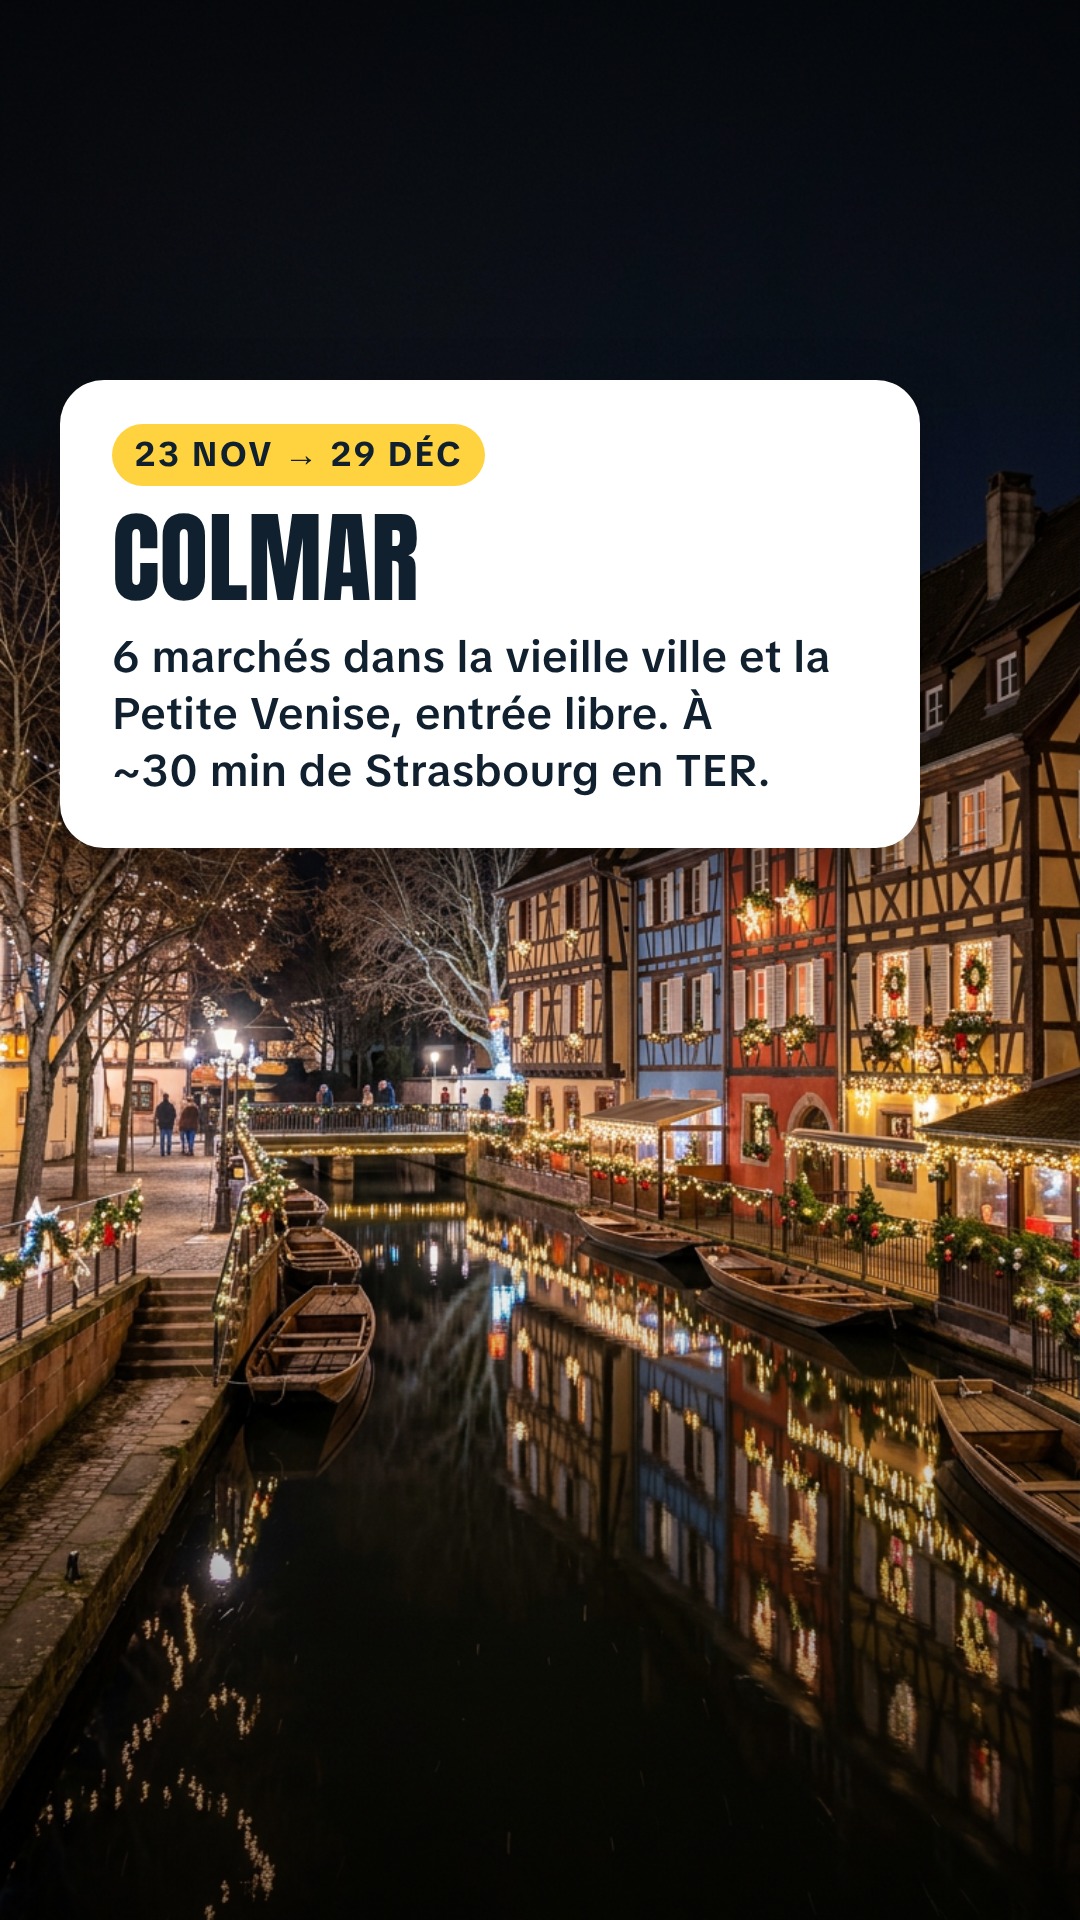 23 NOV → 29 DÉC
COLMAR
6 marchés dans la vieille ville et la
Petite Venise, entrée libre. À
~30 min de Strasbourg en TER.